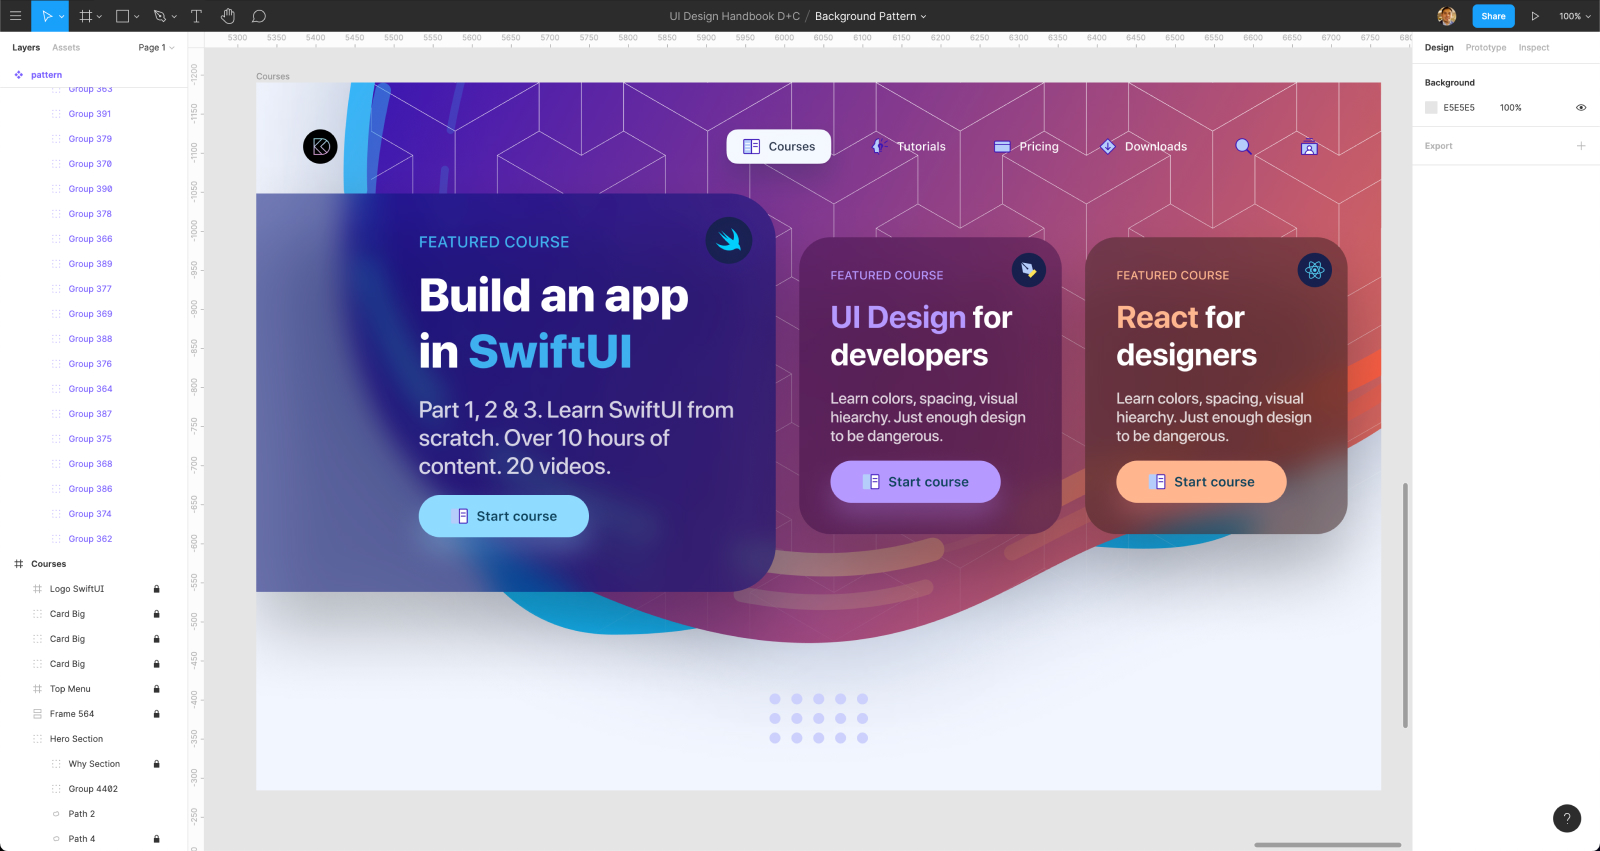 UI Design Handbook D+C / Background Pattern
Share
100%
Layers
Assets
Page 1
5300 5350 5400 5450 5500 5550 5600 5650 5700 5750 5800 5850 5900 5950 6000 6050 6100 6150 6200 6250 6300 6350 6400 6450 6500 6550 6600 6650 6700 6750
Design
Prototype
Inspect
pattern
Group 363
Group 391
Group 379
Group 370
Group 390
Group 378
Group 366
Group 389
Group 377
Group 369
Group 388
Group 376
Group 364
Group 387
Group 375
Group 368
Group 386
Group 374
Group 362
Courses
Logo SwiftUI
Card Big
Card Big
Card Big
Top Menu
Frame 564
Hero Section
Why Section
Group 4402
Path 2
Path 4
-1200
-1150
-1100
-1050
-1000
-950
-900
-850
-800
-750
-700
-650
-600
-550
-500
-450
-400
-350
-300
-250
-200
Courses
Courses
Tutorials
Pricing
Downloads
FEATURED COURSE
Build an app
in SwiftUI
Part 1, 2 & 3. Learn SwiftUI from
scratch. Over 10 hours of
content. 20 videos.
Start course
FEATURED COURSE
UI Design for
developers
Learn colors, spacing, visual
hiearchy. Just enough design
to be dangerous.
Start course
FEATURED COURSE
React for
designers
Learn colors, spacing, visual
hiearchy. Just enough design
to be dangerous.
Start course
Background
E5E5E5
100%
Export
?